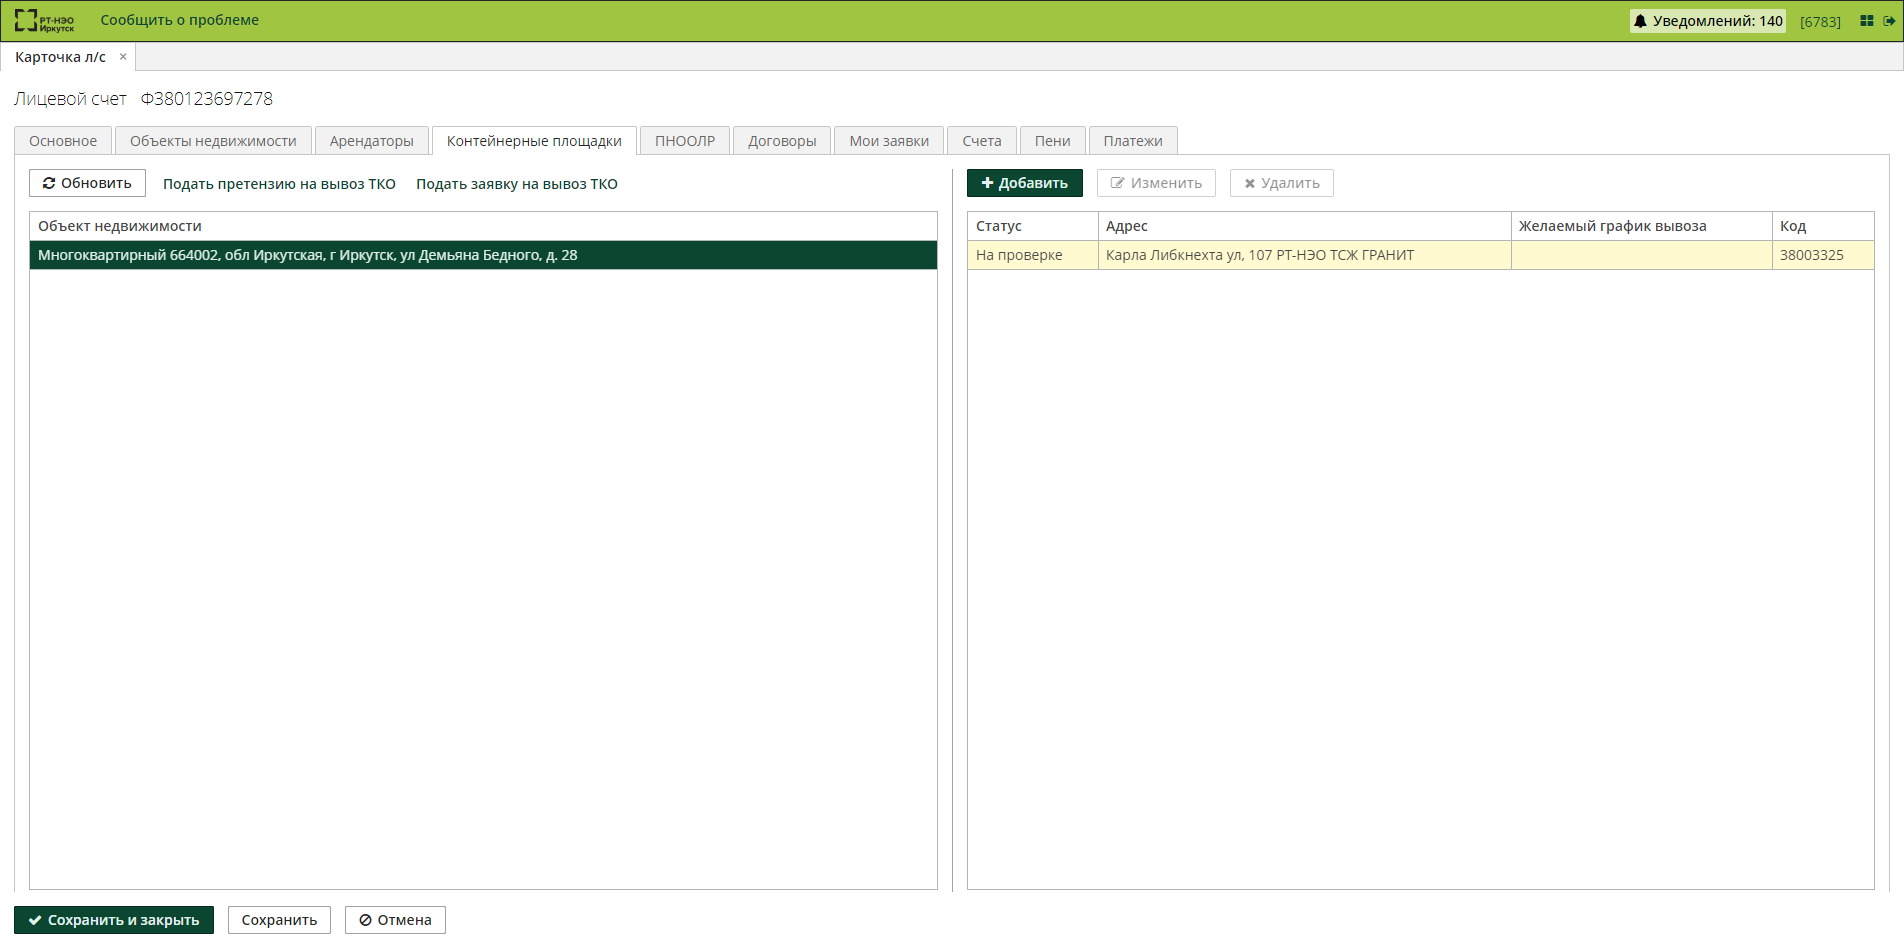 РТ-НЭО
Иркутск
Сообщить о проблеме
Уведомлений: 140
[6783]
Карточка л/с ×
Лицевой счет Ф380123697278
Основное Объекты недвижимости Арендаторы Контейнерные площадки ПНООЛР Договоры Мои заявки Счета Пени Платежи
Обновить Подать претензию на вывоз ТКО Подать заявку на вывоз ТКО
Добавить Изменить Удалить
Объект недвижимости
Многоквартирный 664002, обл Иркутская, г Иркутск, ул Демьяна Бедного, д. 28
Статус Адрес Желаемый график вывоза Код
На проверке Карла Либкнехта ул, 107 РТ-НЭО ТСЖ ГРАНИТ 38003325
Сохранить и закрыть Сохранить Отмена